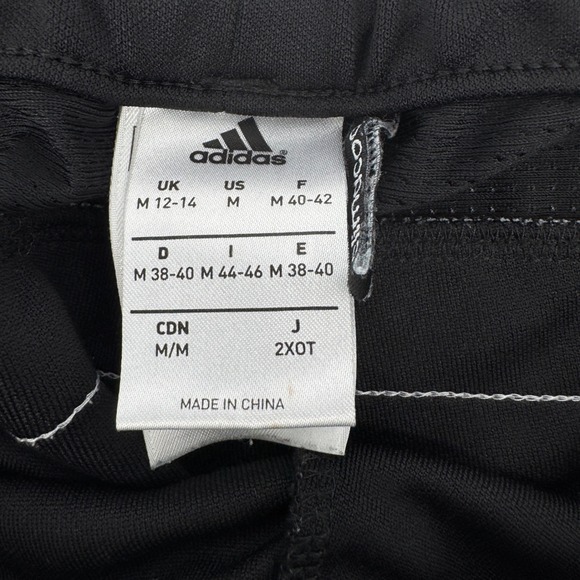 adidas®
UK US F
M 12-14 M M 40-42
D I E
M 38-40 M 44-46 M 38-40
CDN J
M/M 2XOT
MADE IN CHINA